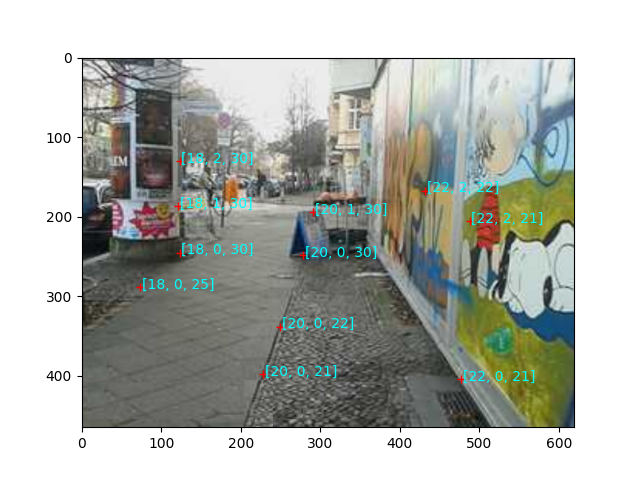 0
[18, 2, 30]
LEM
100
[22, 2, 22]
[18, 1, 30]
[20, 1, 30]
200
[22, 2, 21]
[18, 0, 30]
[20, 0, 30]
[18, 0, 25]
300
[20, 0, 22]
[20, 0, 21]
[22, 0, 21]
400
0 100 200 300 400 500 600